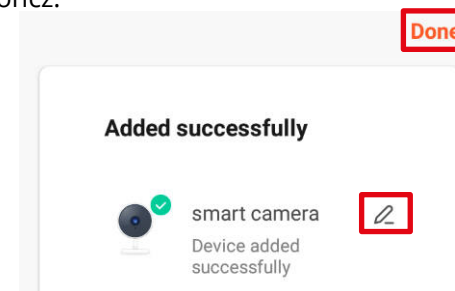 Done
Added successfully
smart camera
Device added
successfully